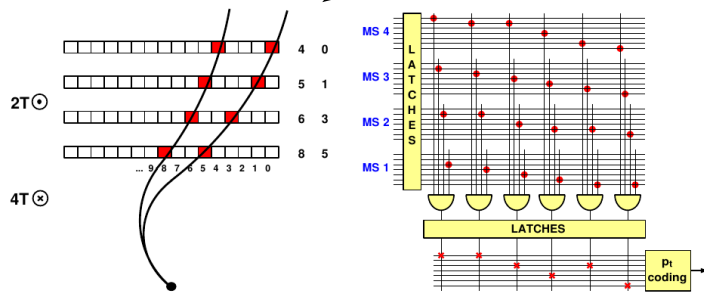 4 0
5 1
6 3
8 5
... 9 8 7 6 5 4 3 2 1 0
2T
4T
MS 4
MS 3
MS 2
MS 1
LATCHES
LATCHES
pt
coding